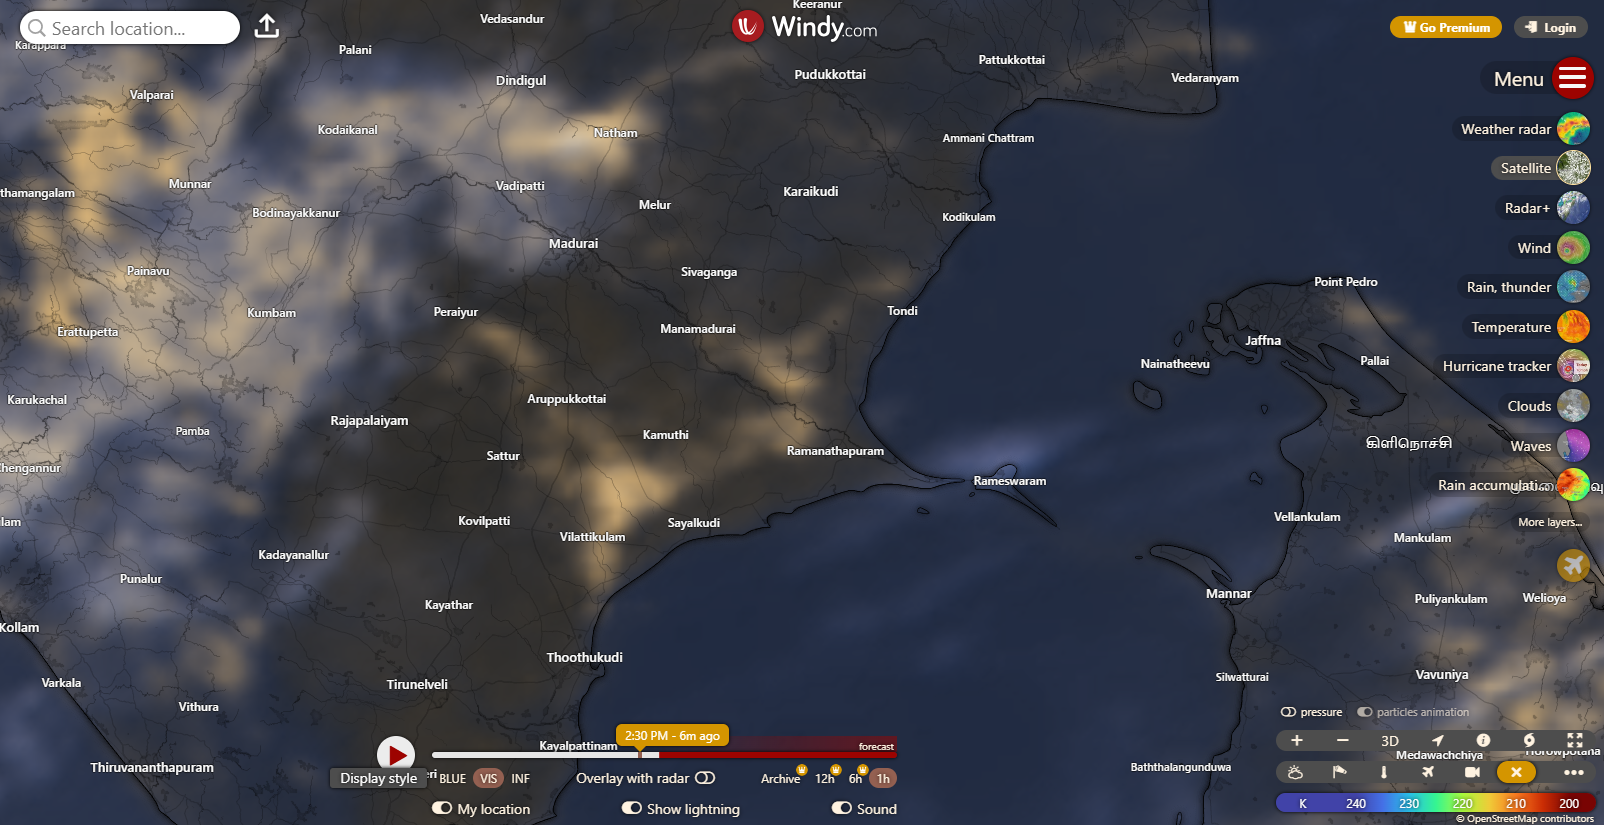 Search location...
Windy.com
Go Premium
Login
Menu
Weather radar
Satellite
Radar+
Wind
Rain, thunder
Temperature
Hurricane tracker
Clouds
Waves
Rain accumulati...
More layers...
Keeranur
Vedasandur
Karappara
Palani
Pattukkottai
Pudukkottai
Vedaranyam
Dindigul
Valparai
Kodaikanal
Natham
Ammani Chattram
Munnar
thamangalam
Vadipatti
Karaikudi
Melur
Bodinayakkanur
Kodikulam
Madurai
Painavu
Sivaganga
Point Pedro
Kumbam
Peraiyur
Tondi
Erattupetta
Manamadurai
Jaffna
Nainatheevu
Pallai
Karukachal
Aruppukkottai
Rajapalaiyam
Pamba
Kamuthi
கிளிநொச்சி
Sattur
Ramanathapuram
Chengannur
Rameswaram
Kovilpatti
Sayalkudi
Vellankulam
Vilattikulam
Mankulam
Kadayanallur
Punalur
Mannar
Puliyankulam
Welioya
Kayathar
Kollam
Thoothukudi
Vavuniya
Silwatturai
Varkala
Tirunelveli
Vithura
Kayalpattinam
Thiruvananthapuram
Baththalangunduwa
Medawachchiya
Horowpotana
2:30 PM - 6m ago
forecast
Display style
BLUE VIS INF
Overlay with radar
Archive 12h 6h 1h
My location
Show lightning
Sound
pressure
particles animation
+ − 3D
K 240 230 220 210 200
© OpenStreetMap contributors